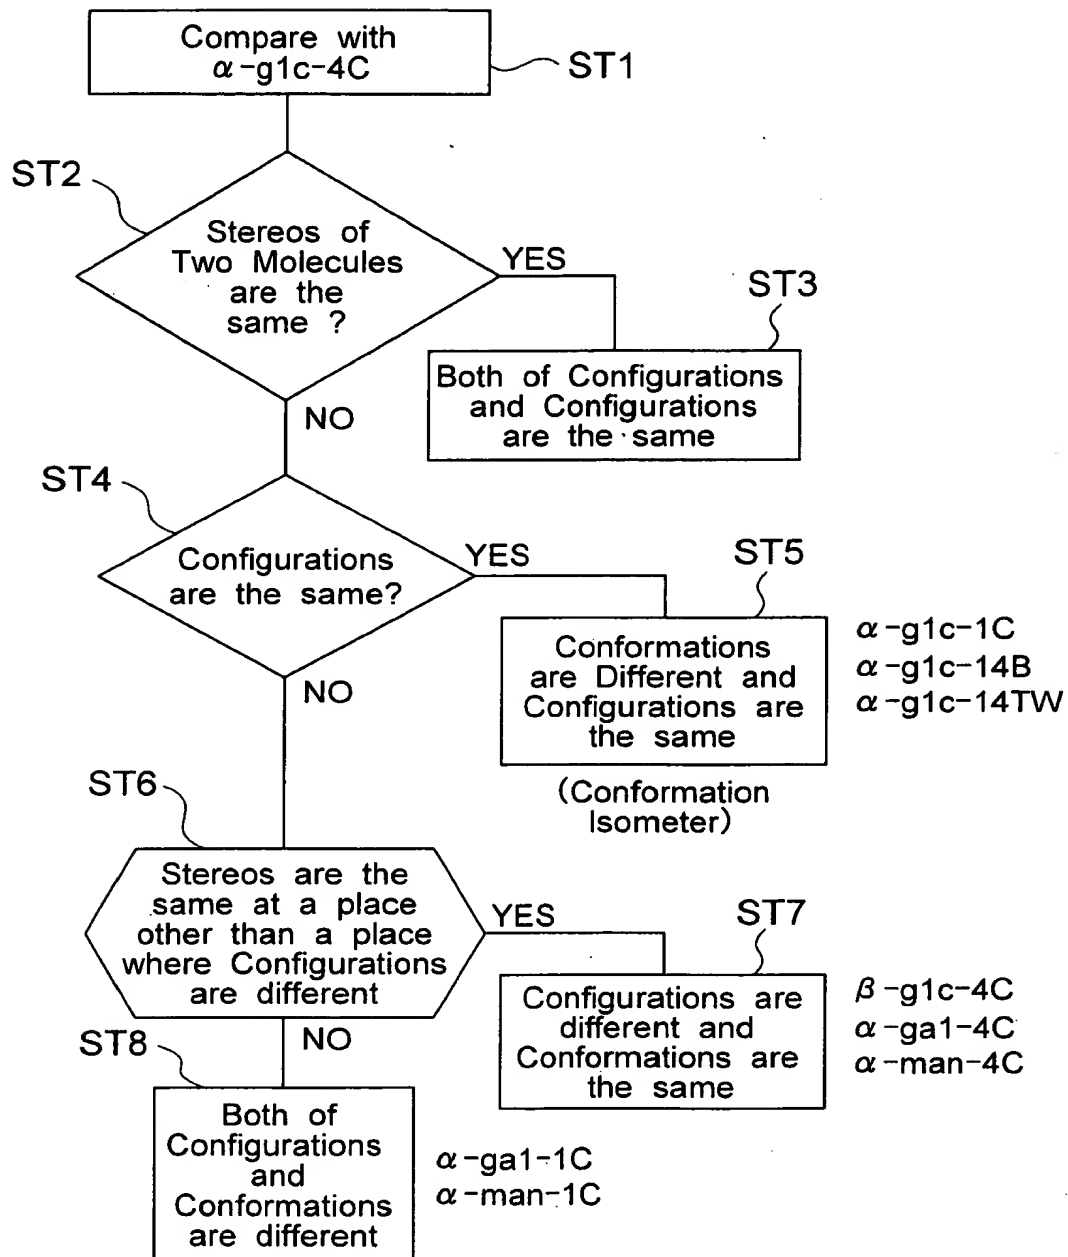 Compare with
α-g1c-4C
ST1
ST2
Stereos of
Two Molecules
are the
same ?
YES
ST3
Both of Configurations
and Configurations
are the same
NO
ST4
Configurations
are the same?
YES
ST5
Conformations
are Different and
Configurations are
the same
(Conformation
Isometer)
α-g1c-1C
α-g1c-14B
α-g1c-14TW
NO
ST6
Stereos are the
same at a place
other than a place
where Configurations
are different
YES
ST7
Configurations are
different and
Conformations are
the same
β-g1c-4C
α-ga1-4C
α-man-4C
NO
ST8
Both of
Configurations
and
Conformations
are different
α-ga1-1C
α-man-1C